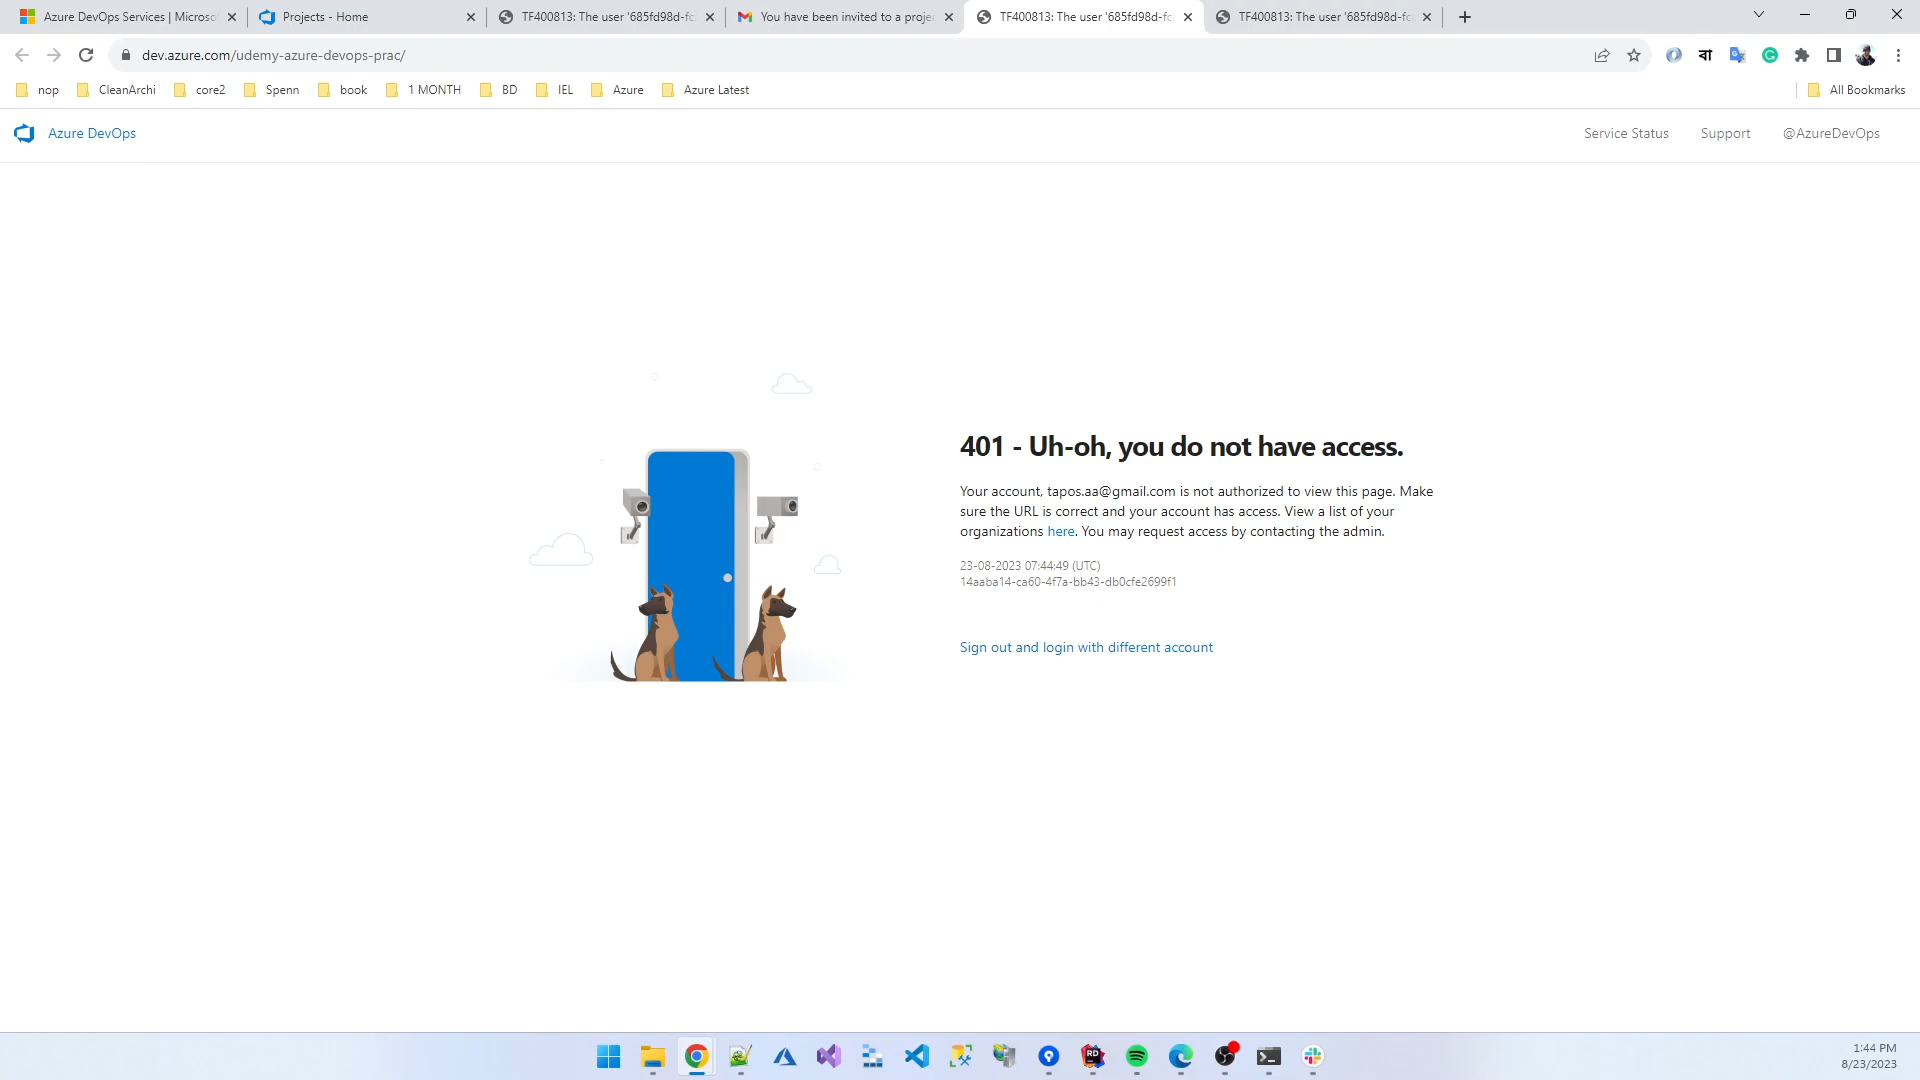 Azure DevOps Services | Microso
Projects - Home
TF400813: The user '685fd98d-fc
You have been invited to a projec
TF400813: The user '685fd98d-fc
TF400813: The user '685fd98d-fc
dev.azure.com/udemy-azure-devops-prac/
বা
nop
CleanArchi
core2
Spenn
book
1 MONTH
BD
IEL
Azure
Azure Latest
All Bookmarks
Azure DevOps
Service Status
Support
@AzureDevOps
401 - Uh-oh, you do not have access.
Your account, tapos.aa@gmail.com is not authorized to view this page. Make
sure the URL is correct and your account has access. View a list of your
organizations here. You may request access by contacting the admin.
23-08-2023 07:44:49 (UTC)
14aaba14-ca60-4f7a-bb43-db0cfe2699f1
Sign out and login with different account
RD
1:44 PM
8/23/2023